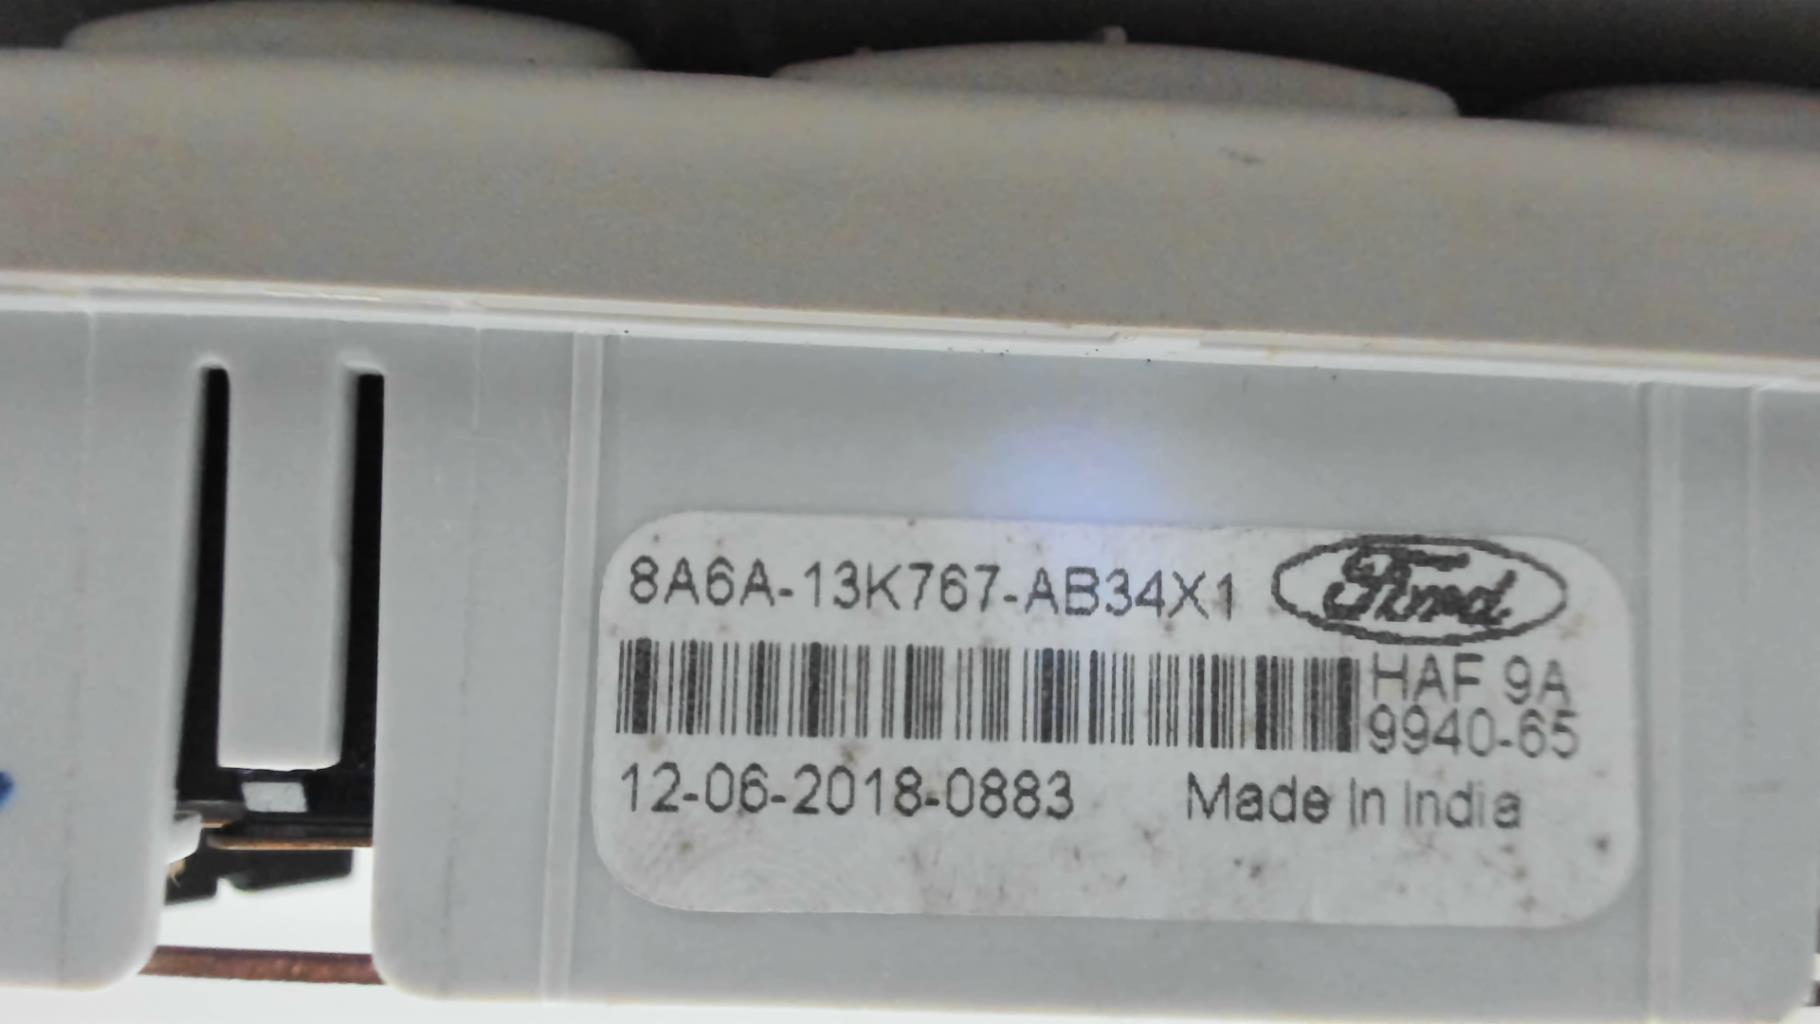 8A6A-13K767-AB34X1 Ford
HAF 9A
9940-65
12-06-2018-0883 Made In India